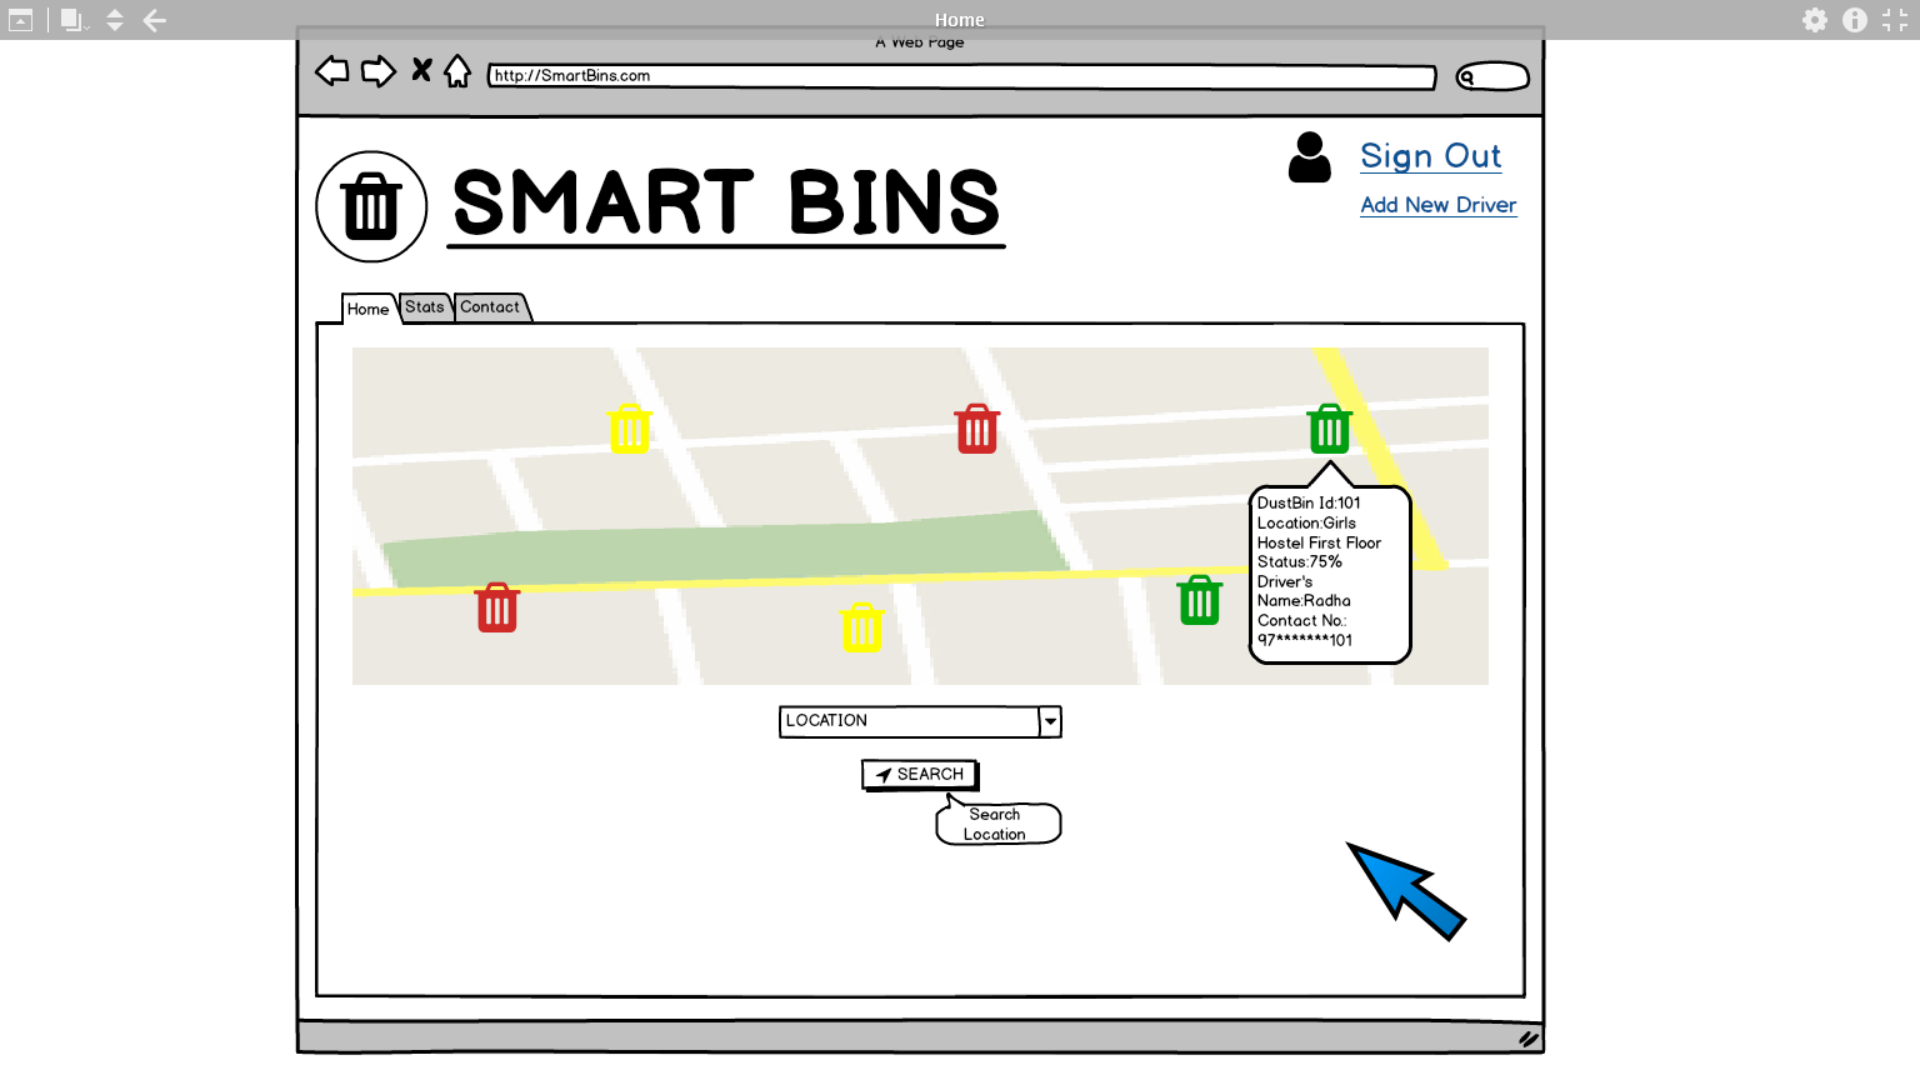 Home
A Web Page
http://SmartBins.com
Sign Out
SMART BINS
Add New Driver
Home
Stats
Contact
DustBin Id:101
Location:Girls
Hostel First Floor
Status:75%
Driver's
Name:Radha
Contact No.:
97*******101
LOCATION
SEARCH
Search
Location